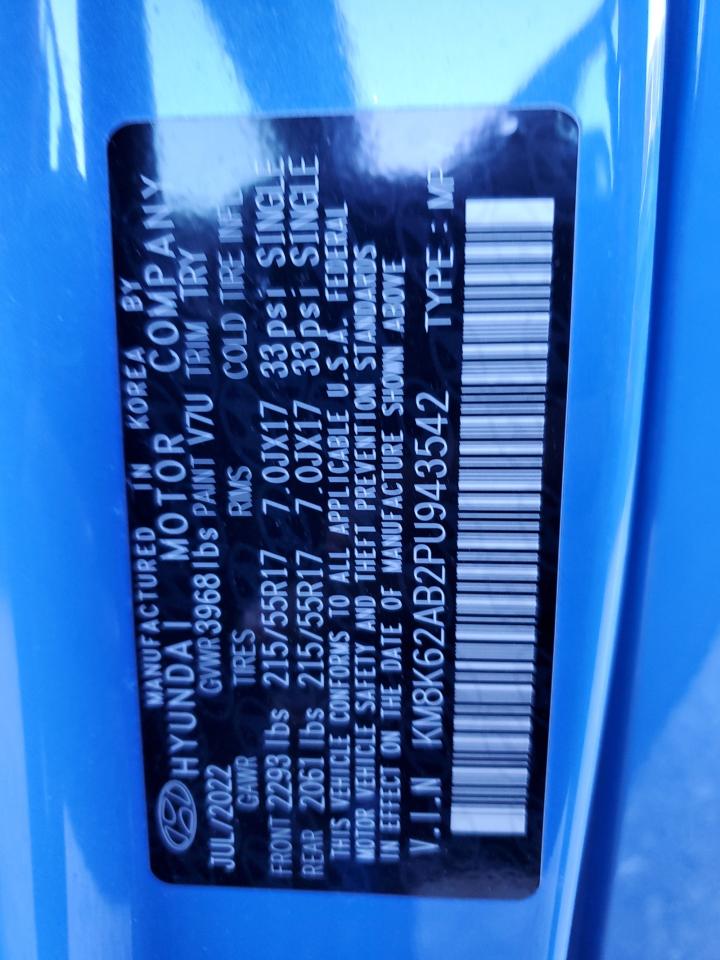 MANUFACTURED IN KOREA BY
HYUNDAI MOTOR COMPANY
JUL/2022 GVWR 3968 lbs PAINT V7U TRIM TRY
GAWR TIRES RIMS COLD TIRE INFL
FRONT 2293 lbs 215/55R17 7.0JX17 33psi SINGLE
REAR 2061 lbs 215/55R17 7.0JX17 33psi SINGLE
THIS VEHICLE CONFORMS TO ALL APPLICABLE U.S.A. FEDERAL
MOTOR VEHICLE SAFETY AND THEFT PREVENTION STANDARDS
IN EFFECT ON THE DATE OF MANUFACTURE SHOWN ABOVE
V.I.N KM8K62AB2PU943542 TYPE: MP